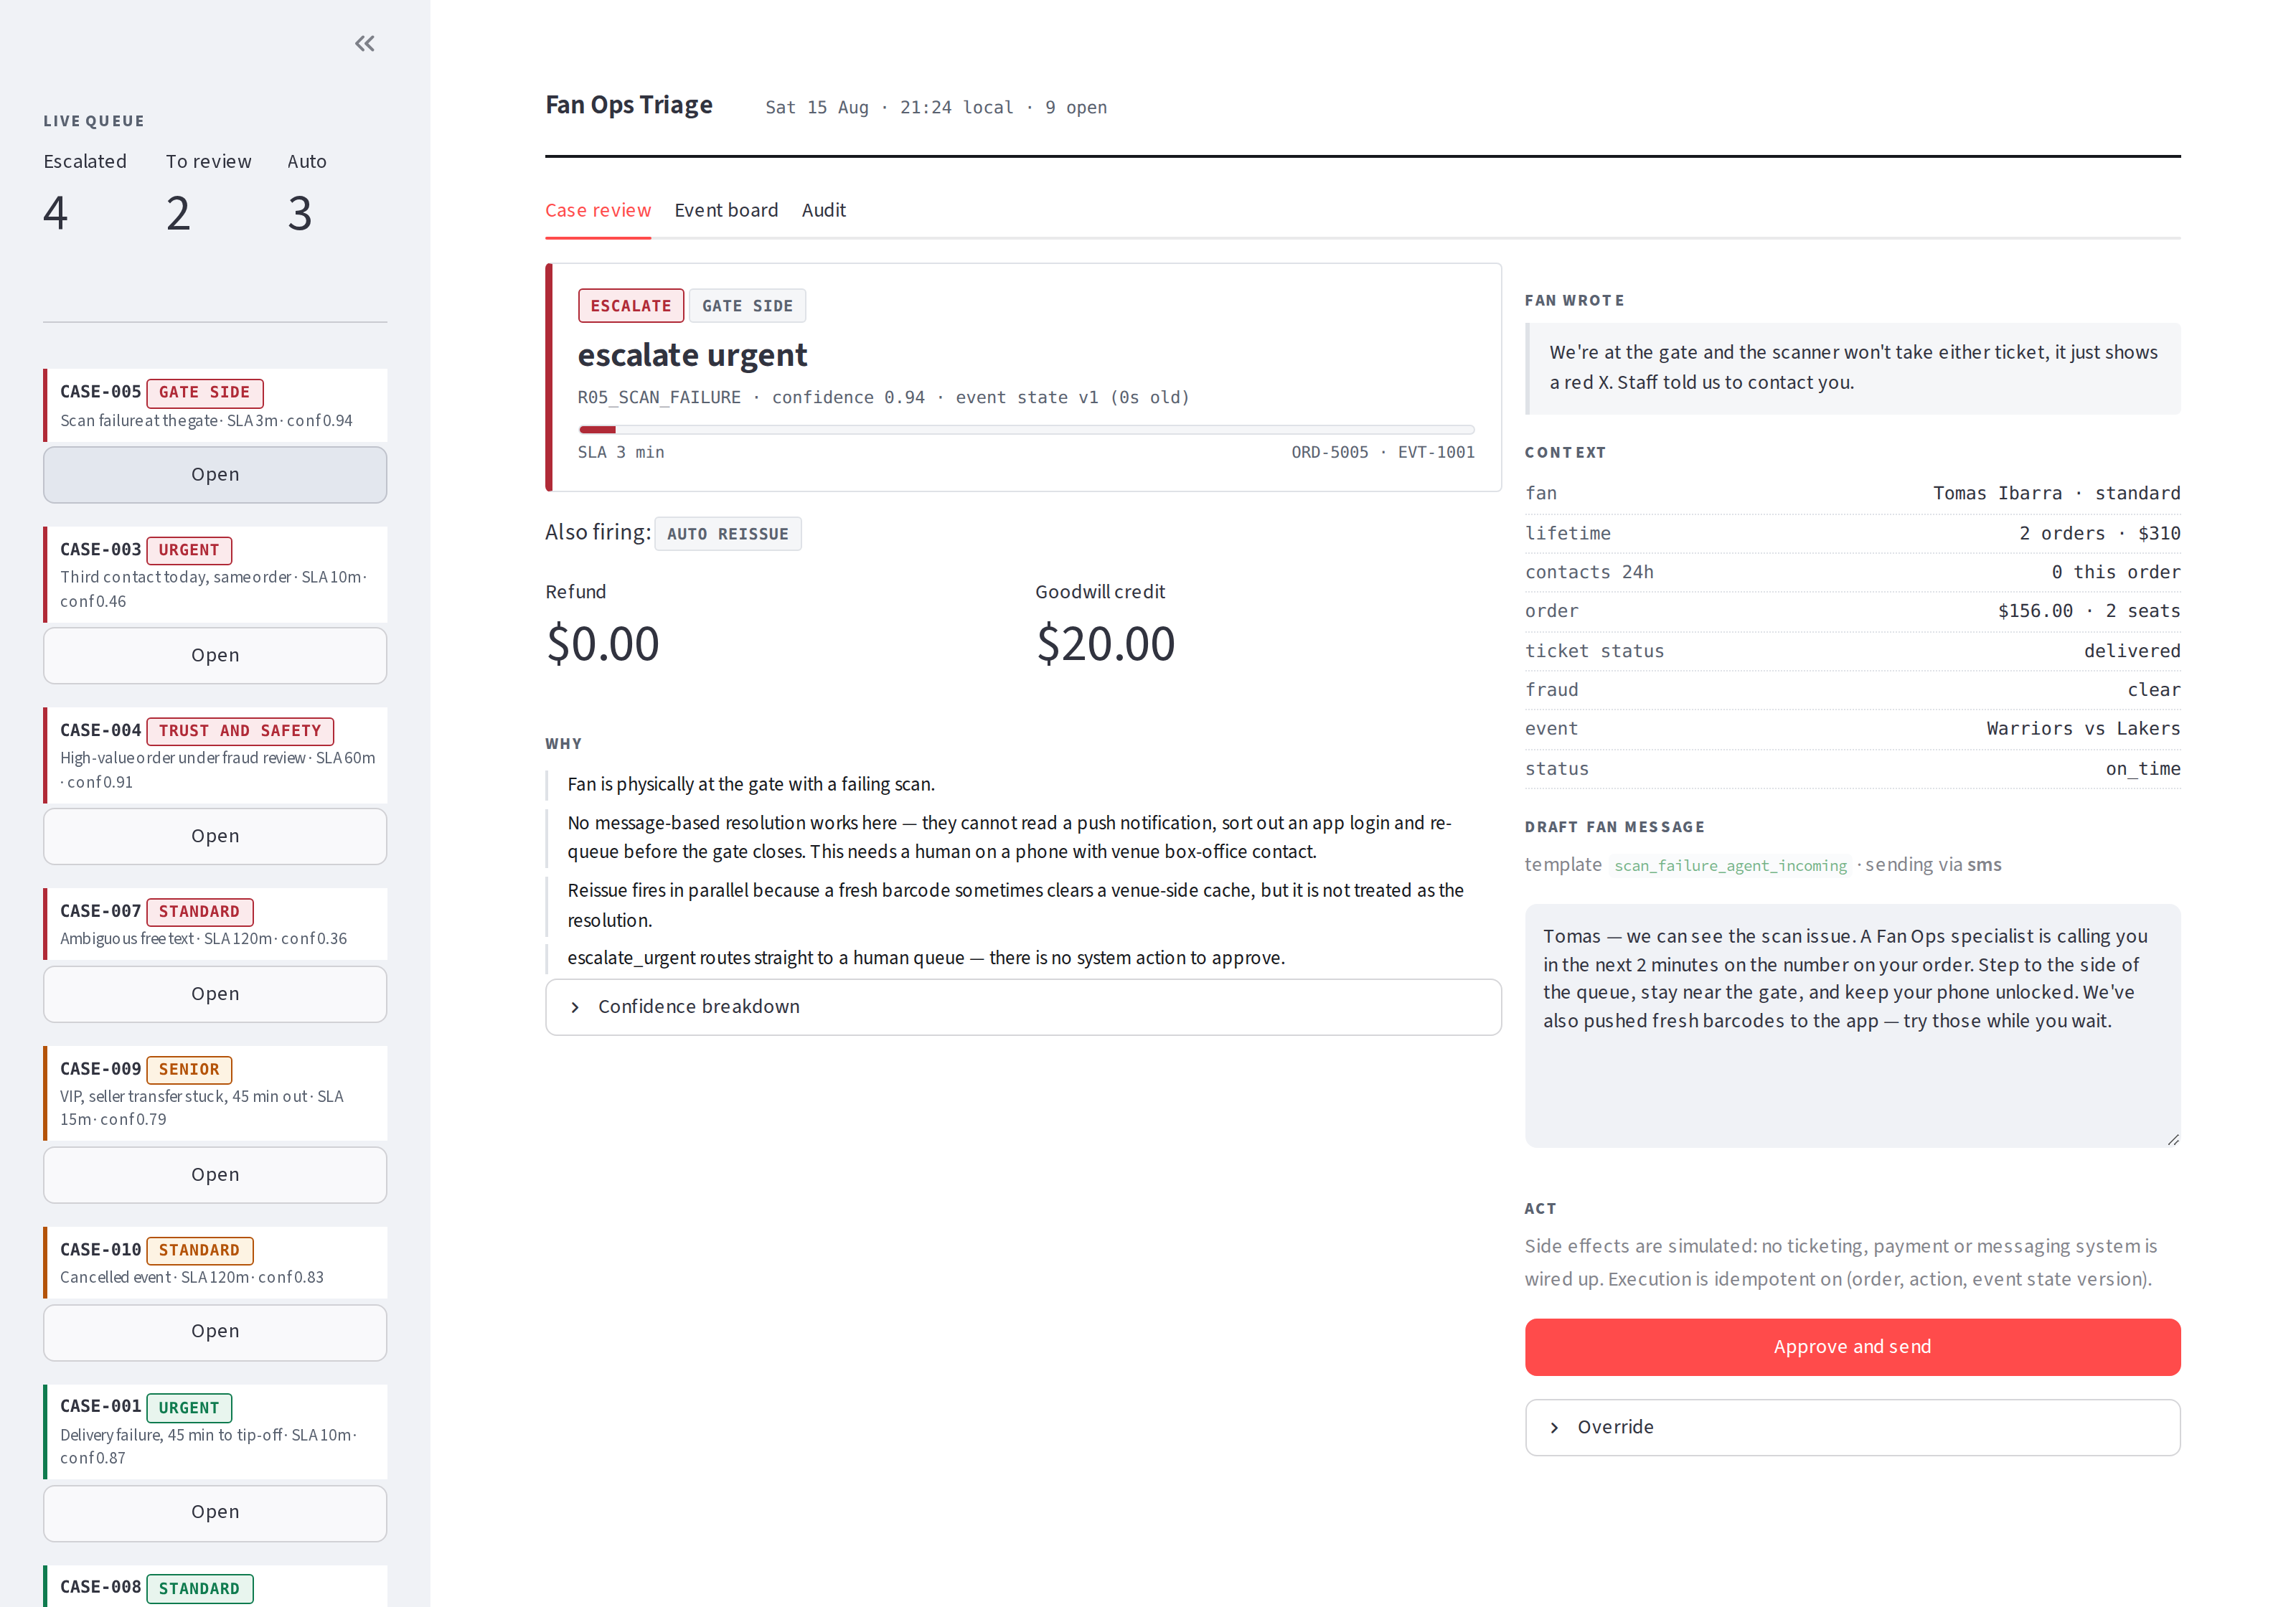 LIVE QUEUE
Escalated To review Auto
4 2 3
CASE-005 GATE SIDE
Scan failure at the gate · SLA 3m · conf 0.94
Open
CASE-003 URGENT
Third contact today, same order · SLA 10m ·
conf 0.46
Open
CASE-004 TRUST AND SAFETY
High-value order under fraud review · SLA 60m
· conf 0.91
Open
CASE-007 STANDARD
Ambiguous free text · SLA 120m · conf 0.36
Open
CASE-009 SENIOR
VIP, seller transfer stuck, 45 min out · SLA
15m · conf 0.79
Open
CASE-010 STANDARD
Cancelled event · SLA 120m · conf 0.83
Open
CASE-001 URGENT
Delivery failure, 45 min to tip-off · SLA 10m ·
conf 0.87
Open
CASE-008 STANDARD
Fan Ops Triage Sat 15 Aug · 21:24 local · 9 open
Case review Event board Audit
ESCALATE GATE SIDE
escalate urgent
R05_SCAN_FAILURE · confidence 0.94 · event state v1 (0s old)
SLA 3 min ORD-5005 · EVT-1001
Also firing: AUTO REISSUE
Refund Goodwill credit
$0.00 $20.00
WHY
Fan is physically at the gate with a failing scan.
No message-based resolution works here — they cannot read a push notification, sort out an app login and re-
queue before the gate closes. This needs a human on a phone with venue box-office contact.
Reissue fires in parallel because a fresh barcode sometimes clears a venue-side cache, but it is not treated as the
resolution.
escalate_urgent routes straight to a human queue — there is no system action to approve.
Confidence breakdown
FAN WROTE
We're at the gate and the scanner won't take either ticket, it just shows
a red X. Staff told us to contact you.
CONTEXT
fan Tomas Ibarra · standard
lifetime 2 orders · $310
contacts 24h 0 this order
order $156.00 · 2 seats
ticket status delivered
fraud clear
event Warriors vs Lakers
status on_time
DRAFT FAN MESSAGE
template scan_failure_agent_incoming · sending via sms
Tomas — we can see the scan issue. A Fan Ops specialist is calling you
in the next 2 minutes on the number on your order. Step to the side of
the queue, stay near the gate, and keep your phone unlocked. We've
also pushed fresh barcodes to the app — try those while you wait.
ACT
Side effects are simulated: no ticketing, payment or messaging system is
wired up. Execution is idempotent on (order, action, event state version).
Approve and send
Override